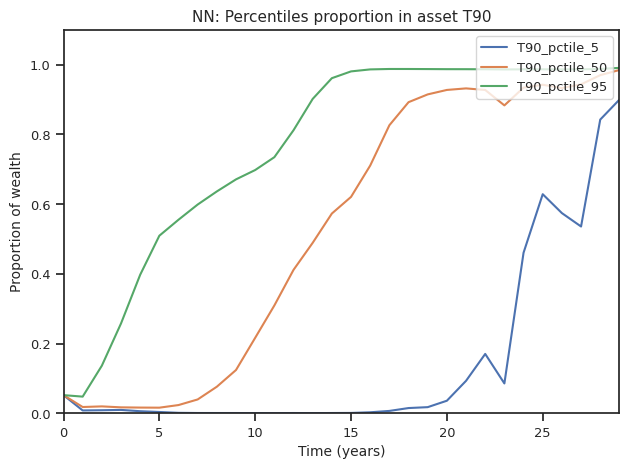 NN: Percentiles proportion in asset T90
T90_pctile_5
T90_pctile_50
T90_pctile_95
Proportion of wealth
1.0
0.8
0.6
0.4
0.2
0.0
0 5 10 15 20 25
Time (years)